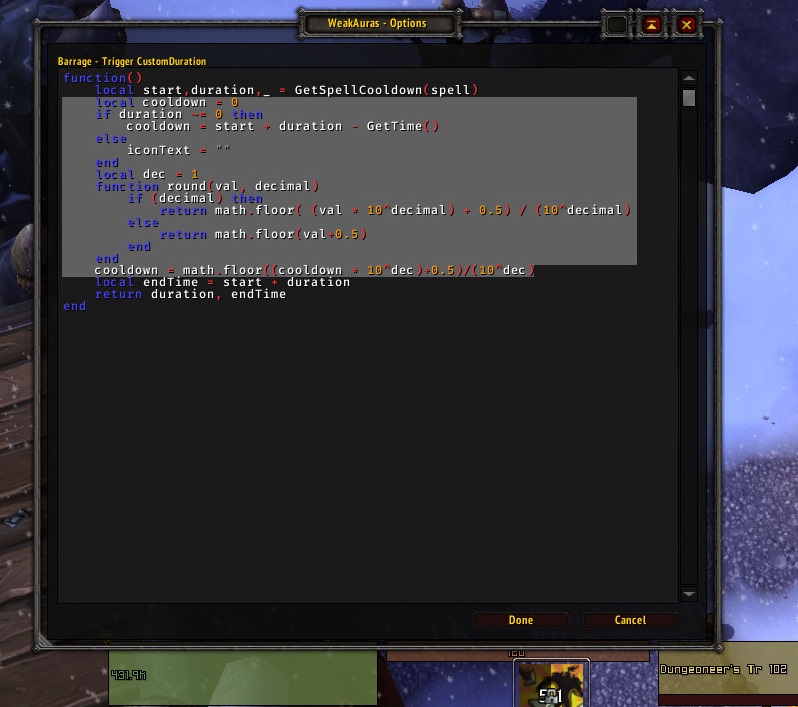 WeakAuras - Options
Barrage - Trigger CustomDuration
function()
    local start,duration,_ = GetSpellCooldown(spell)
    local cooldown = 0
    if duration ~= 0 then
        cooldown = start + duration - GetTime()
    else
        iconText = ""
    end
    local dec = 1
    function round(val, decimal)
        if (decimal) then
            return math.floor( (val * 10^decimal) + 0.5) / (10^decimal)
        else
            return math.floor(val+0.5)
        end
    end
    cooldown = math.floor((cooldown * 10^dec)+0.5)/(10^dec)
    local endTime = start + duration
    return duration, endTime
end
Done
Cancel
431.9k
Dungeoneer's Tr 102